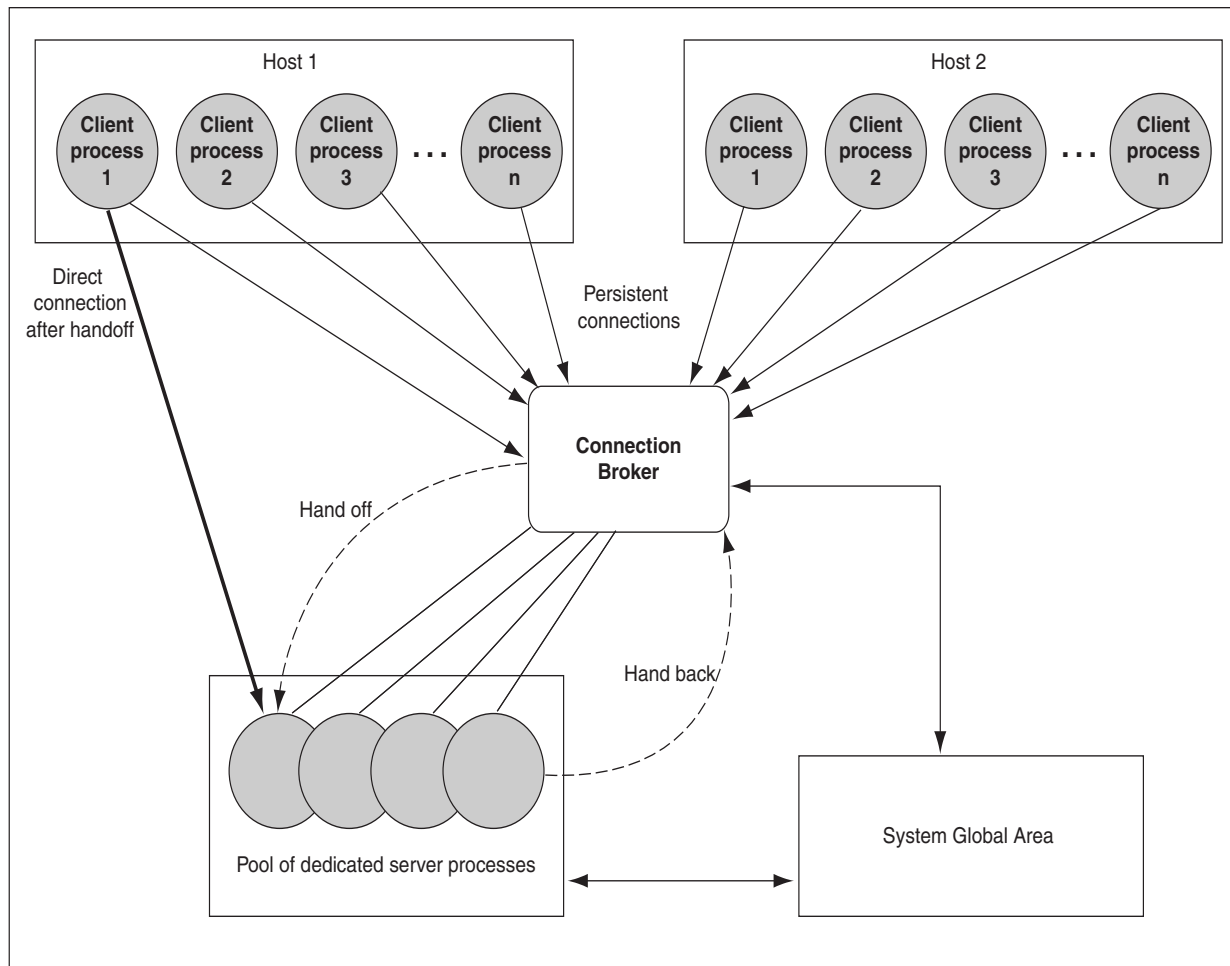 Host 1
Client
process
1
Client
process
2
Client
process
3
...
Client
process
n
Host 2
Client
process
1
Client
process
2
Client
process
3
...
Client
process
n
Direct
connection
after handoff
Persistent
connections
Connection
Broker
Hand off
Hand back
Pool of dedicated server processes
System Global Area